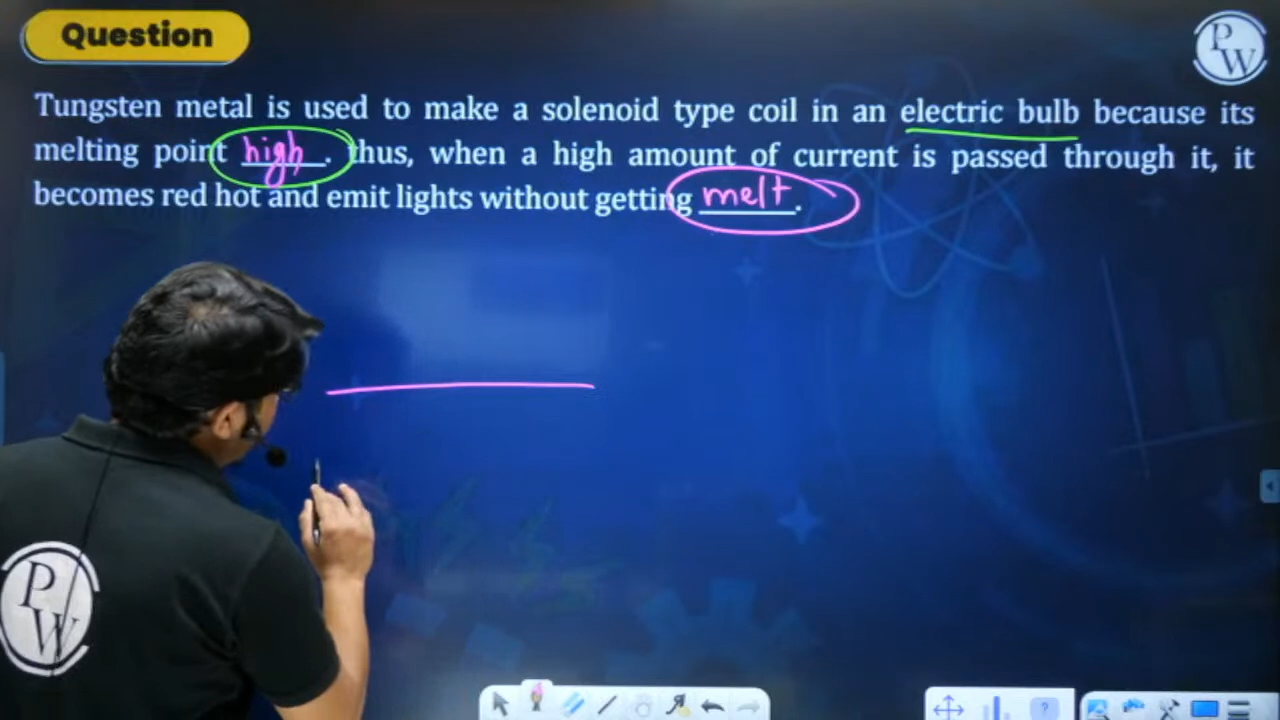 Question
PW
Tungsten metal is used to make a solenoid type coil in an electric bulb because its
melting point high. thus, when a high amount of current is passed through it, it
becomes red hot and emit lights without getting melt.
PW
?